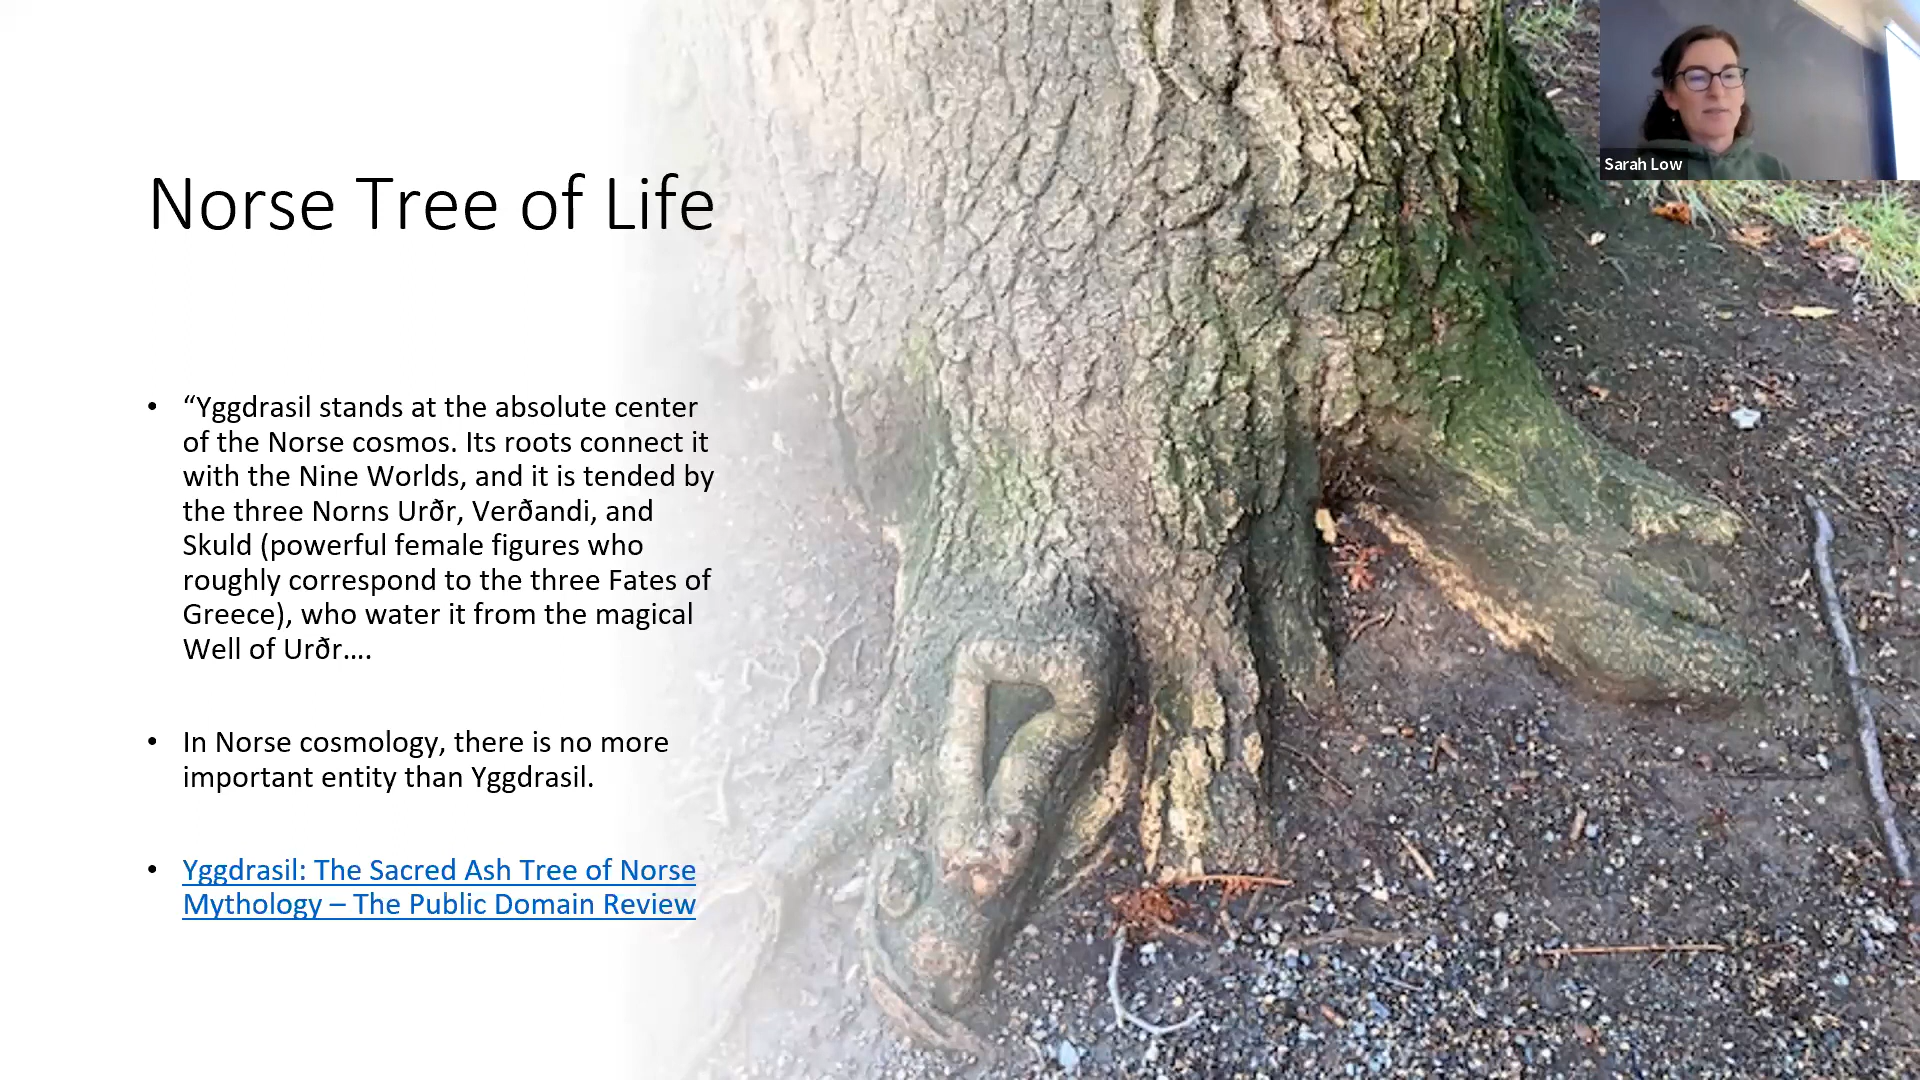 Sarah Low
Norse Tree of Life
• “Yggdrasil stands at the absolute center
of the Norse cosmos. Its roots connect it
with the Nine Worlds, and it is tended by
the three Norns Urðr, Verðandi, and
Skuld (powerful female figures who
roughly correspond to the three Fates of
Greece), who water it from the magical
Well of Urðr....
• In Norse cosmology, there is no more
important entity than Yggdrasil.
• Yggdrasil: The Sacred Ash Tree of Norse
Mythology – The Public Domain Review